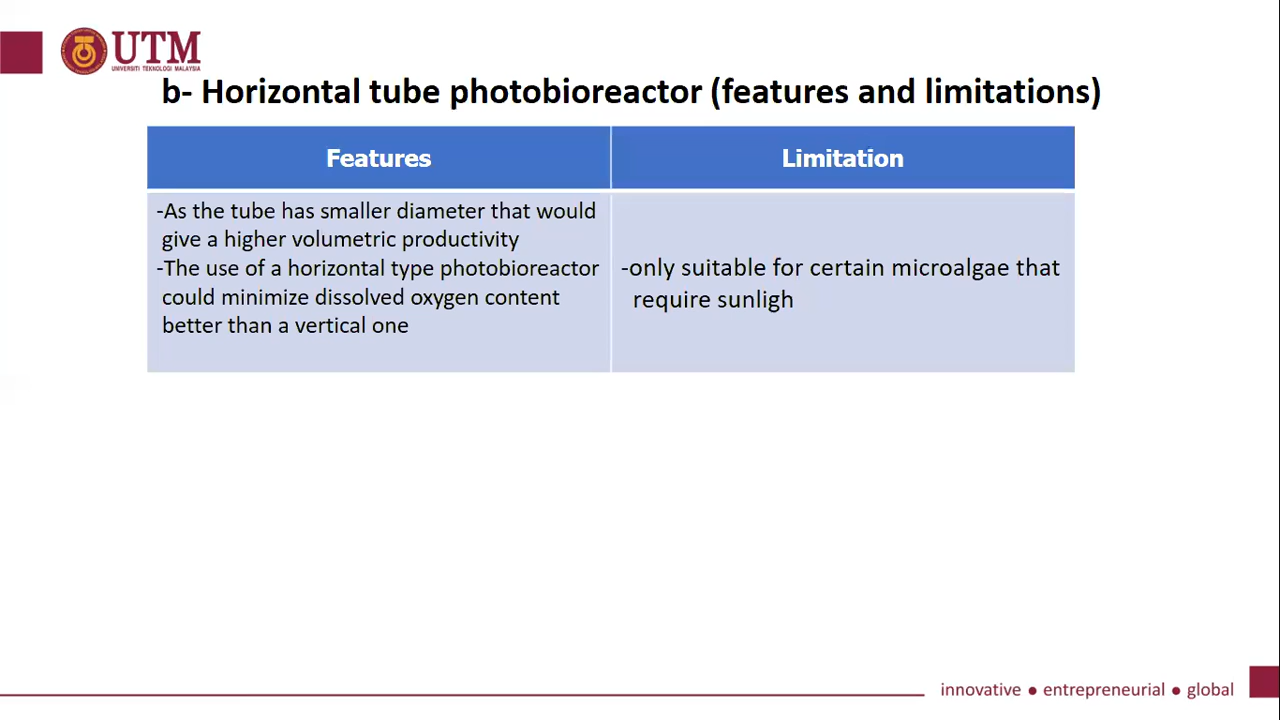 UTM
UNIVERSITI TEKNOLOGI MALAYSIA
b- Horizontal tube photobioreactor (features and limitations)
Features
Limitation
-As the tube has smaller diameter that would
give a higher volumetric productivity
-The use of a horizontal type photobioreactor
could minimize dissolved oxygen content
better than a vertical one
-only suitable for certain microalgae that
require sunligh
innovative ● entrepreneurial ● global